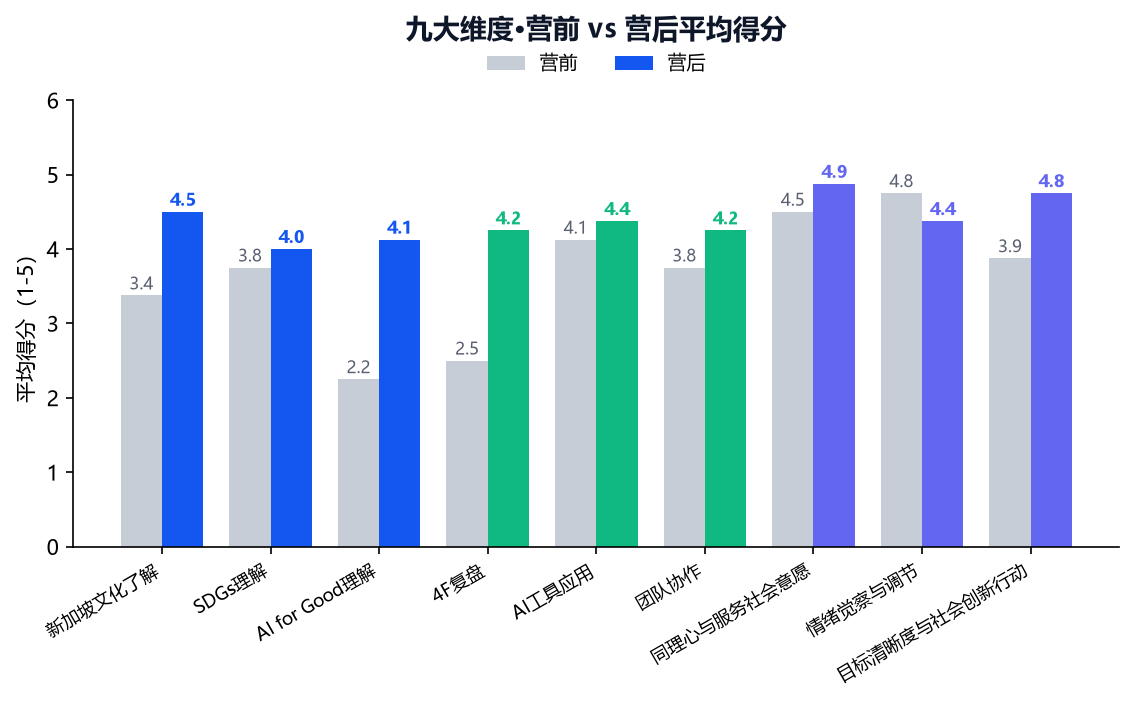 九大维度·营前 vs 营后平均得分
营前 营后
平均得分（1-5）
6
5
4
3
2
1
0
3.4 4.5 3.8 4.0 2.2 4.1 2.5 4.2 4.1 4.4 3.8 4.2 4.5 4.9 4.8 4.4 3.9 4.8
新加坡文化了解
SDGs理解
AI for Good理解
4F复盘
AI工具应用
团队协作
同理心与服务社会意愿
情绪觉察与调节
目标清晰度与社会创新行动